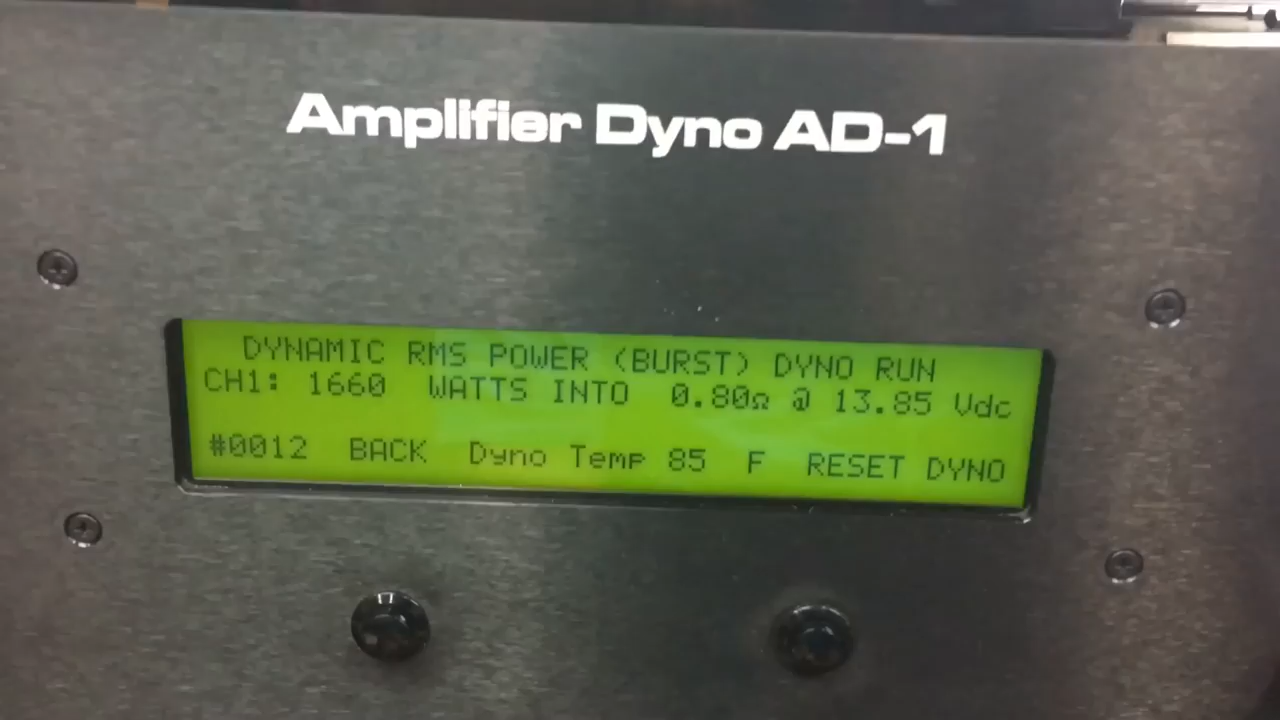 Amplifier Dyno AD-1
DYNAMIC RMS POWER (BURST) DYNO RUN
CH1: 1660 WATTS INTO 0.80Ω @ 13.85 Vdc
#0012 BACK Dyno Temp 85 F RESET DYNO